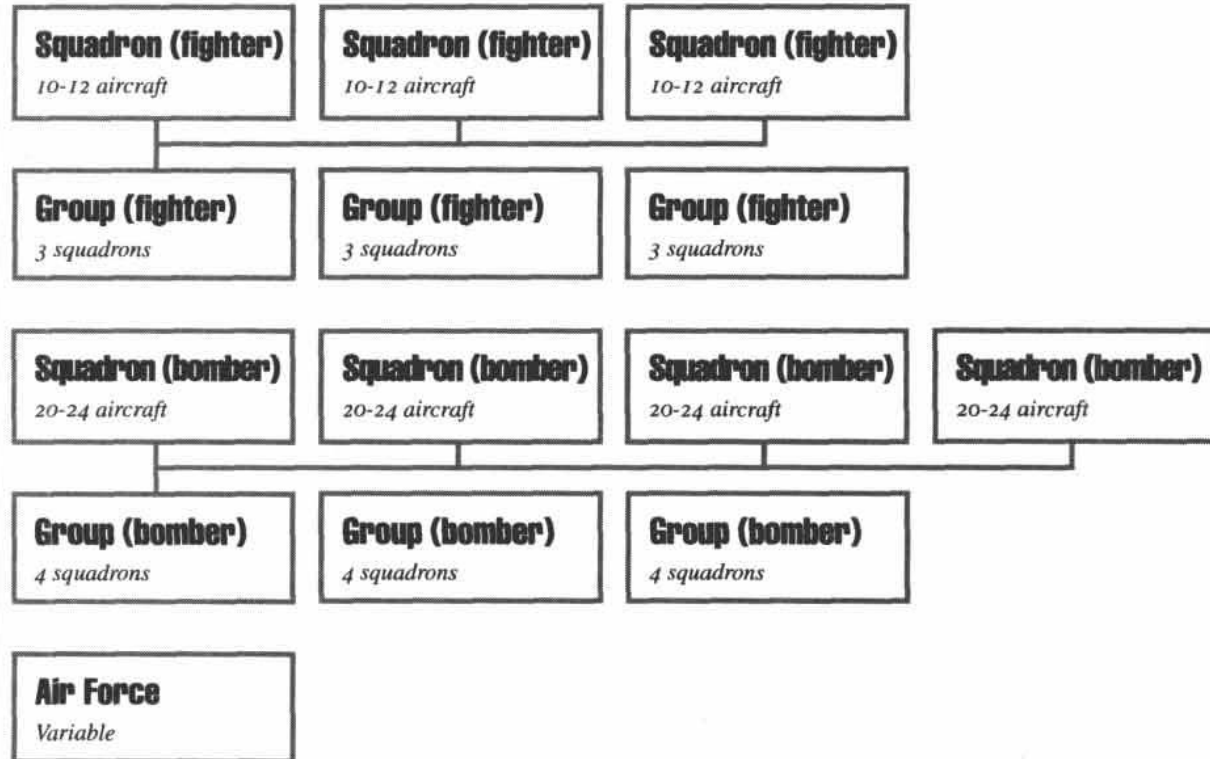 Squadron (fighter)
10-12 aircraft
Squadron (fighter)
10-12 aircraft
Squadron (fighter)
10-12 aircraft
Group (fighter)
3 squadrons
Group (fighter)
3 squadrons
Group (fighter)
3 squadrons
Squadron (bomber)
20-24 aircraft
Squadron (bomber)
20-24 aircraft
Squadron (bomber)
20-24 aircraft
Squadron (bomber)
20-24 aircraft
Group (bomber)
4 squadrons
Group (bomber)
4 squadrons
Group (bomber)
4 squadrons
Air Force
Variable